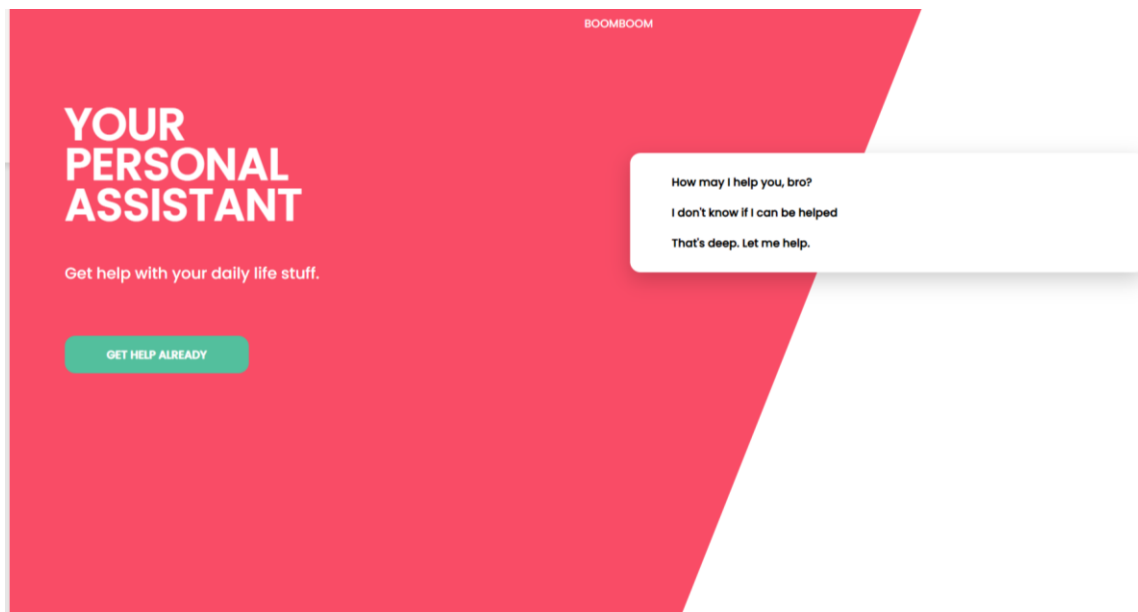 BOOMBOOM
YOUR
PERSONAL
ASSISTANT
Get help with your daily life stuff.
GET HELP ALREADY
How may I help you, bro?
I don't know if I can be helped
That's deep. Let me help.